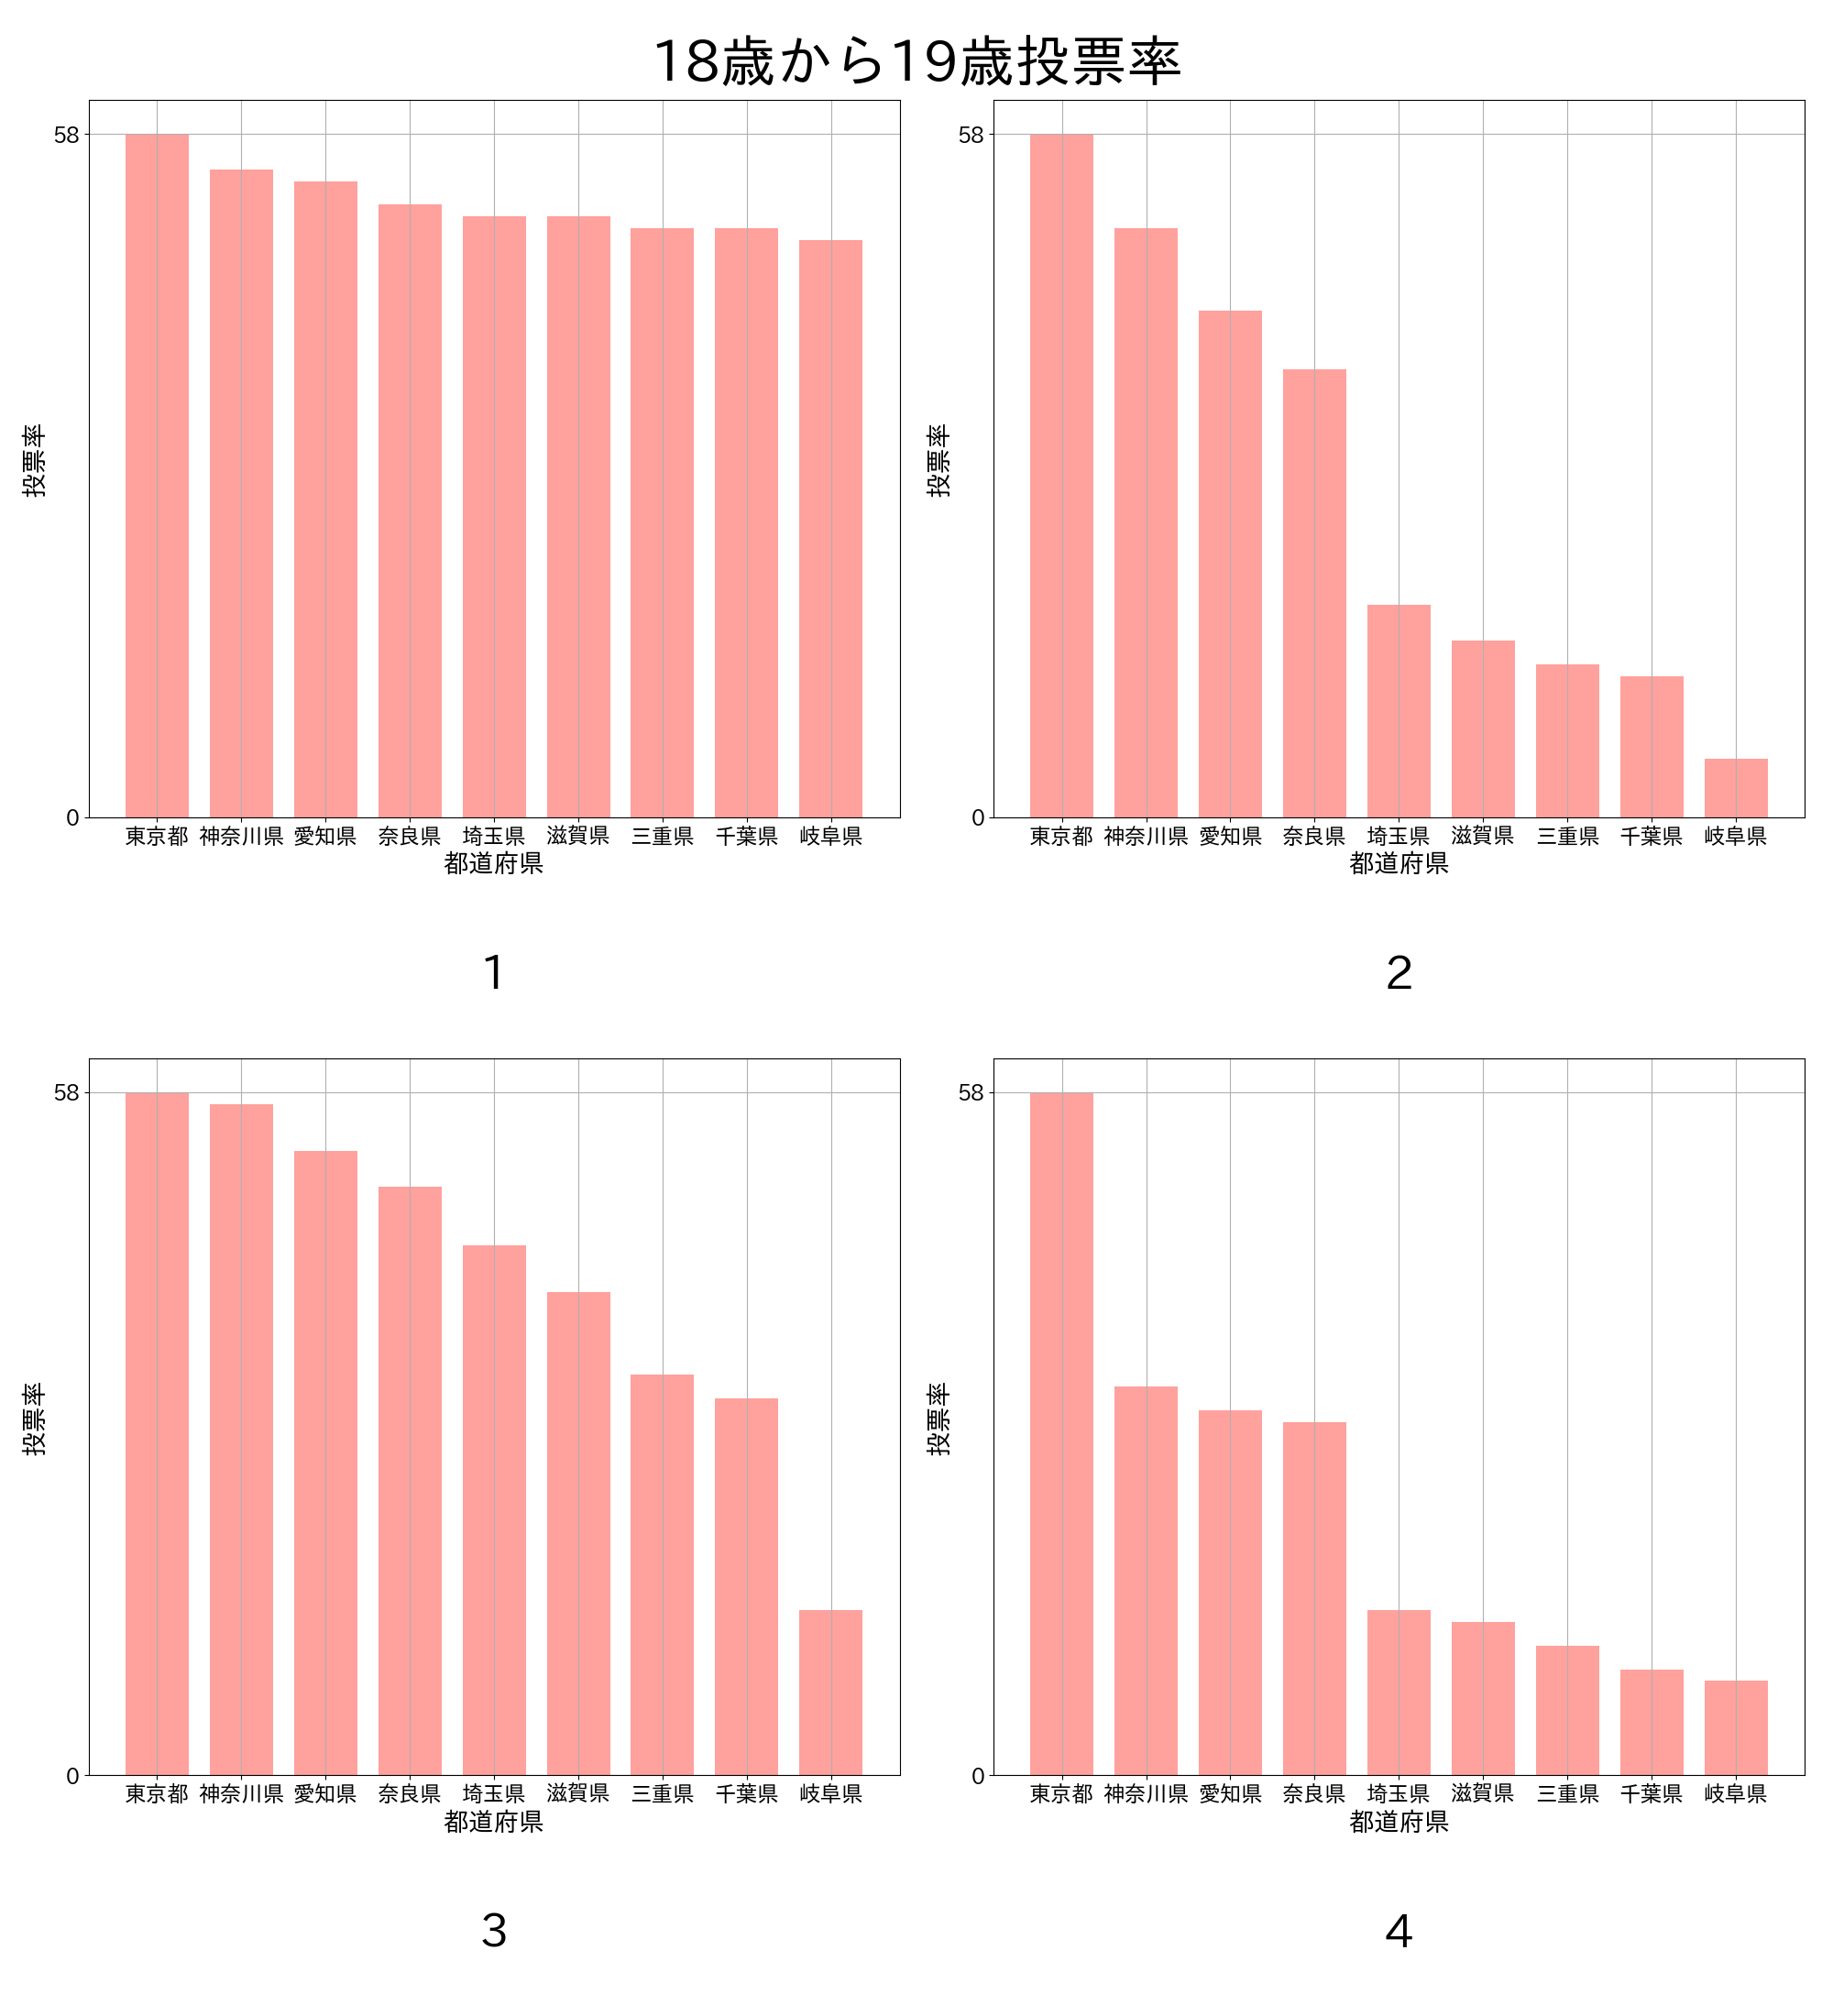 18歳から19歳投票率
58
0
投票率
東京都 神奈川県 愛知県 奈良県 埼玉県 滋賀県 三重県 千葉県 岐阜県
都道府県
1
58
0
投票率
東京都 神奈川県 愛知県 奈良県 埼玉県 滋賀県 三重県 千葉県 岐阜県
都道府県
2
58
0
投票率
東京都 神奈川県 愛知県 奈良県 埼玉県 滋賀県 三重県 千葉県 岐阜県
都道府県
3
58
0
投票率
東京都 神奈川県 愛知県 奈良県 埼玉県 滋賀県 三重県 千葉県 岐阜県
都道府県
4